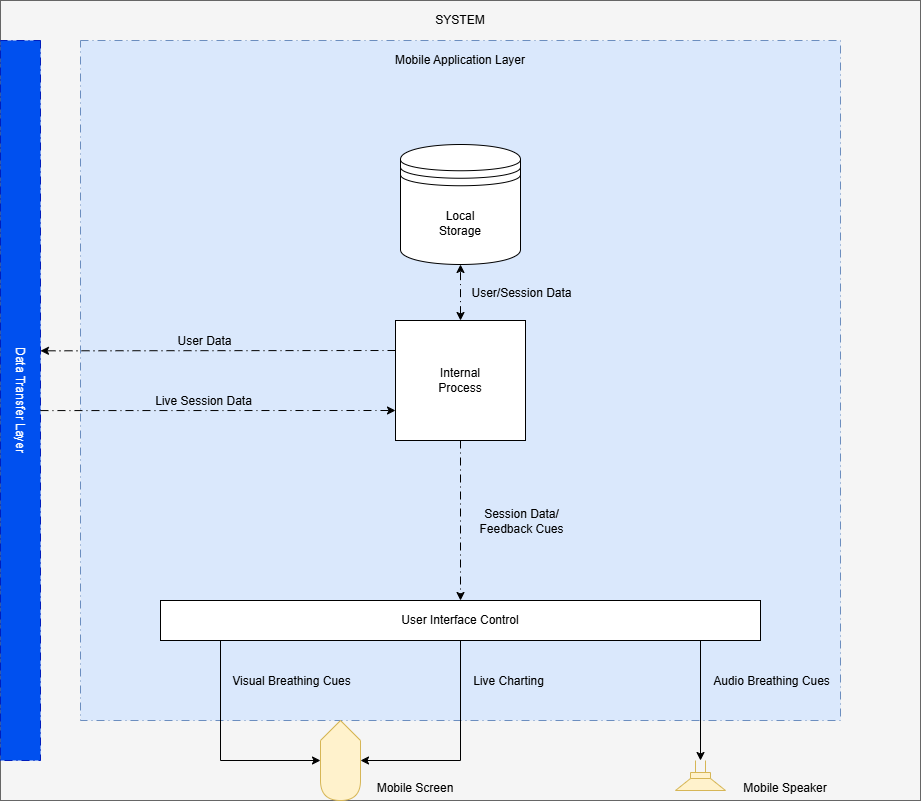 SYSTEM
Mobile Application Layer
Local
Storage
User/Session Data
User Data
Internal
Process
Live Session Data
Data Transfer Layer
Session Data/
Feedback Cues
User Interface Control
Visual Breathing Cues
Live Charting
Audio Breathing Cues
Mobile Screen
Mobile Speaker